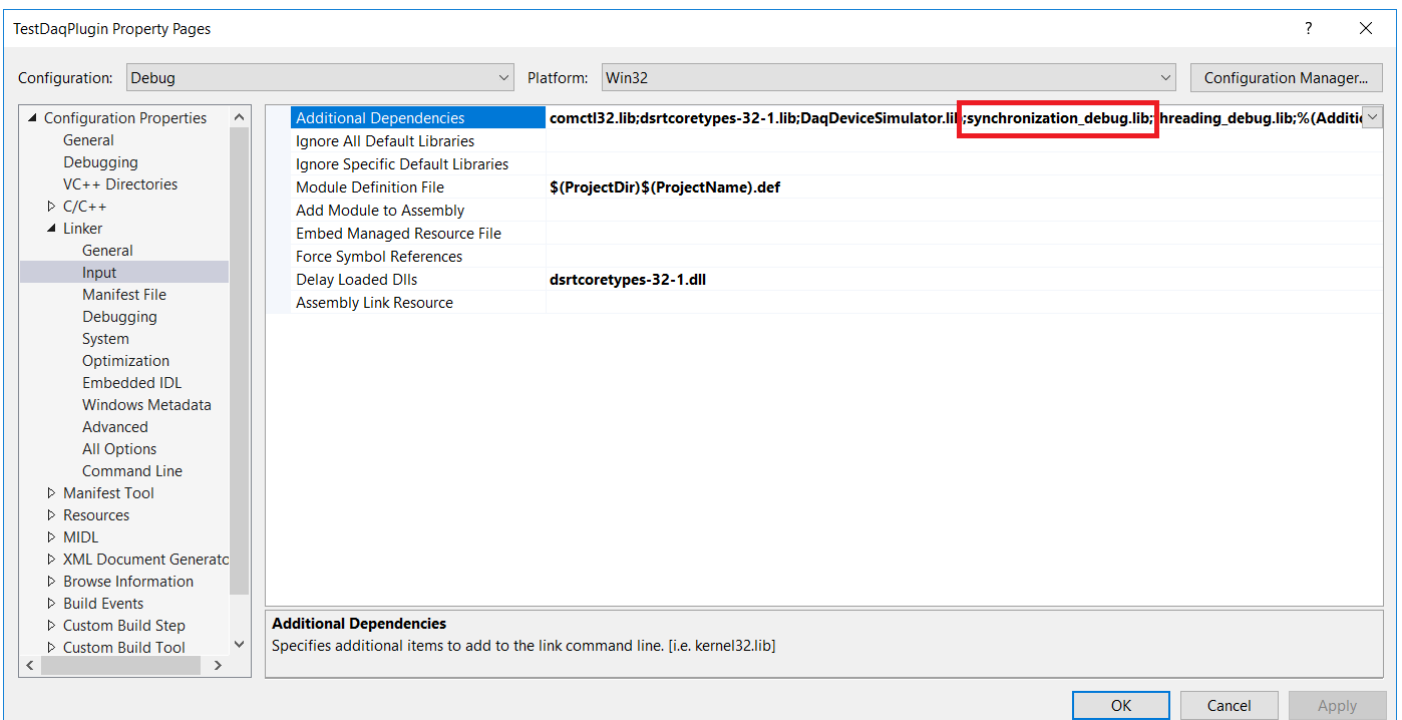 TestDaqPlugin Property Pages ? ×
Configuration: Debug Platform: Win32 Configuration Manager...
Configuration Properties
General
Debugging
VC++ Directories
C/C++
Linker
General
Input
Manifest File
Debugging
System
Optimization
Embedded IDL
Windows Metadata
Advanced
All Options
Command Line
Manifest Tool
Resources
MIDL
XML Document Generatc
Browse Information
Build Events
Custom Build Step
Custom Build Tool
Additional Dependencies comctl32.lib;dsrtcoretypes-32-1.lib;DaqDeviceSimulator.lib;synchronization_debug.lib;hreading_debug.lib;%(Additi
Ignore All Default Libraries
Ignore Specific Default Libraries
Module Definition File $(ProjectDir)$(ProjectName).def
Add Module to Assembly
Embed Managed Resource File
Force Symbol References
Delay Loaded Dlls dsrtcoretypes-32-1.dll
Assembly Link Resource
Additional Dependencies
Specifies additional items to add to the link command line. [i.e. kernel32.lib]
OK Cancel Apply